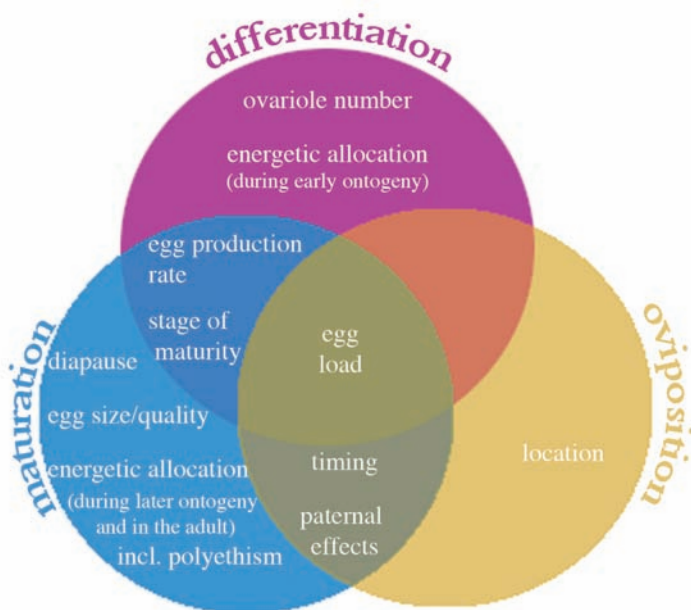 differentiation
ovariole number
energetic allocation
(during early ontogeny)
egg production
rate
stage of
maturity
egg
load
maturation
diapause
egg size/quality
energetic allocation
(during later ontogeny
and in the adult)
incl. polyethism
timing
paternal
effects
location
oviposition